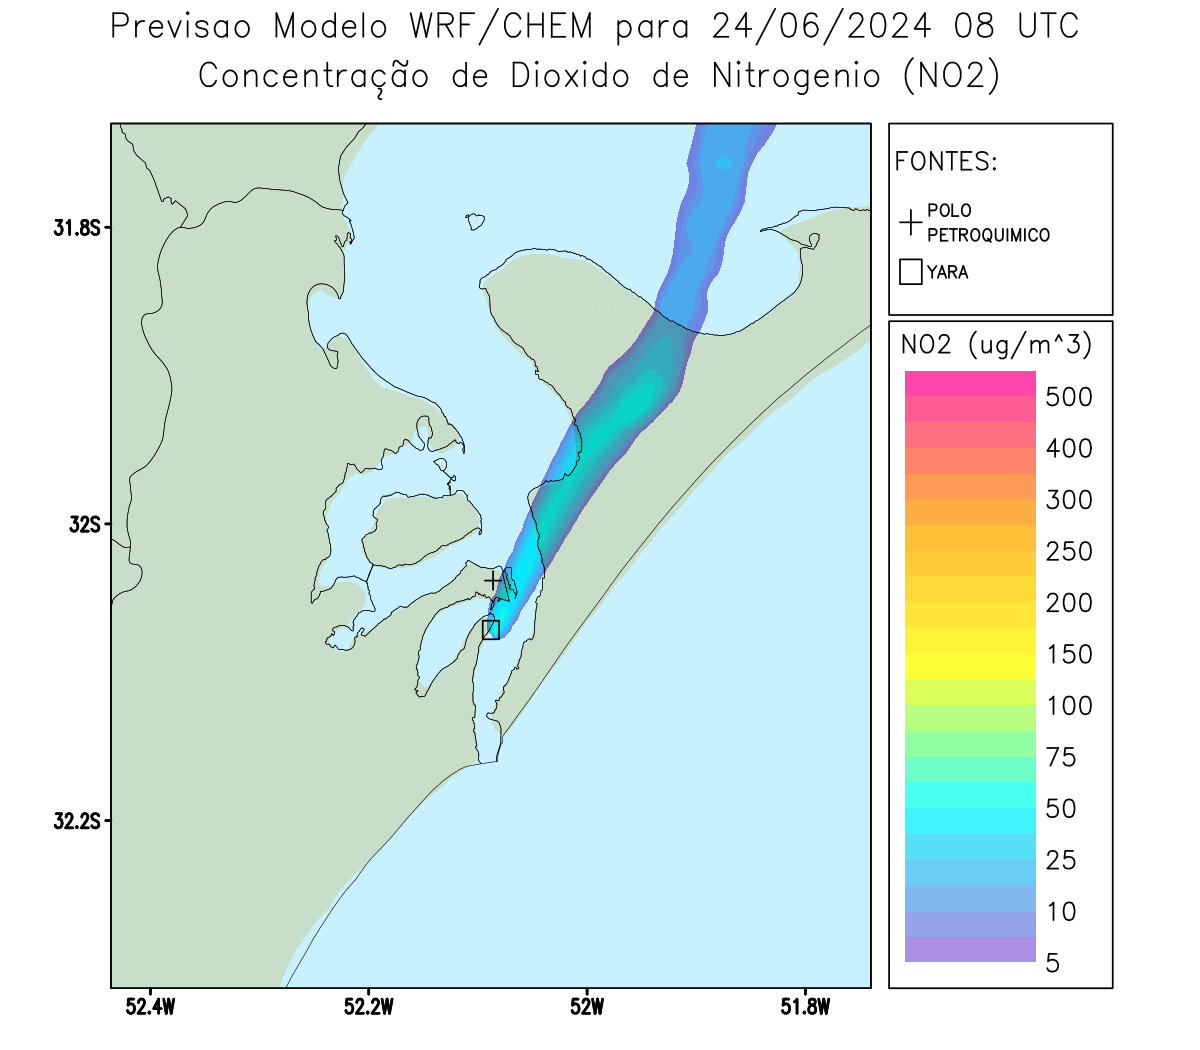 Previsao Modelo WRF/CHEM para 24/06/2024 08 UTC
Concentração de Dioxido de Nitrogenio (NO2)
FONTES:
POLO
PETROQUIMICO
YARA
NO2 (ug/m^3)
500
400
300
250
200
150
100
75
50
25
10
5
31.8S
32S
32.2S
52.4W
52.2W
52W
51.8W